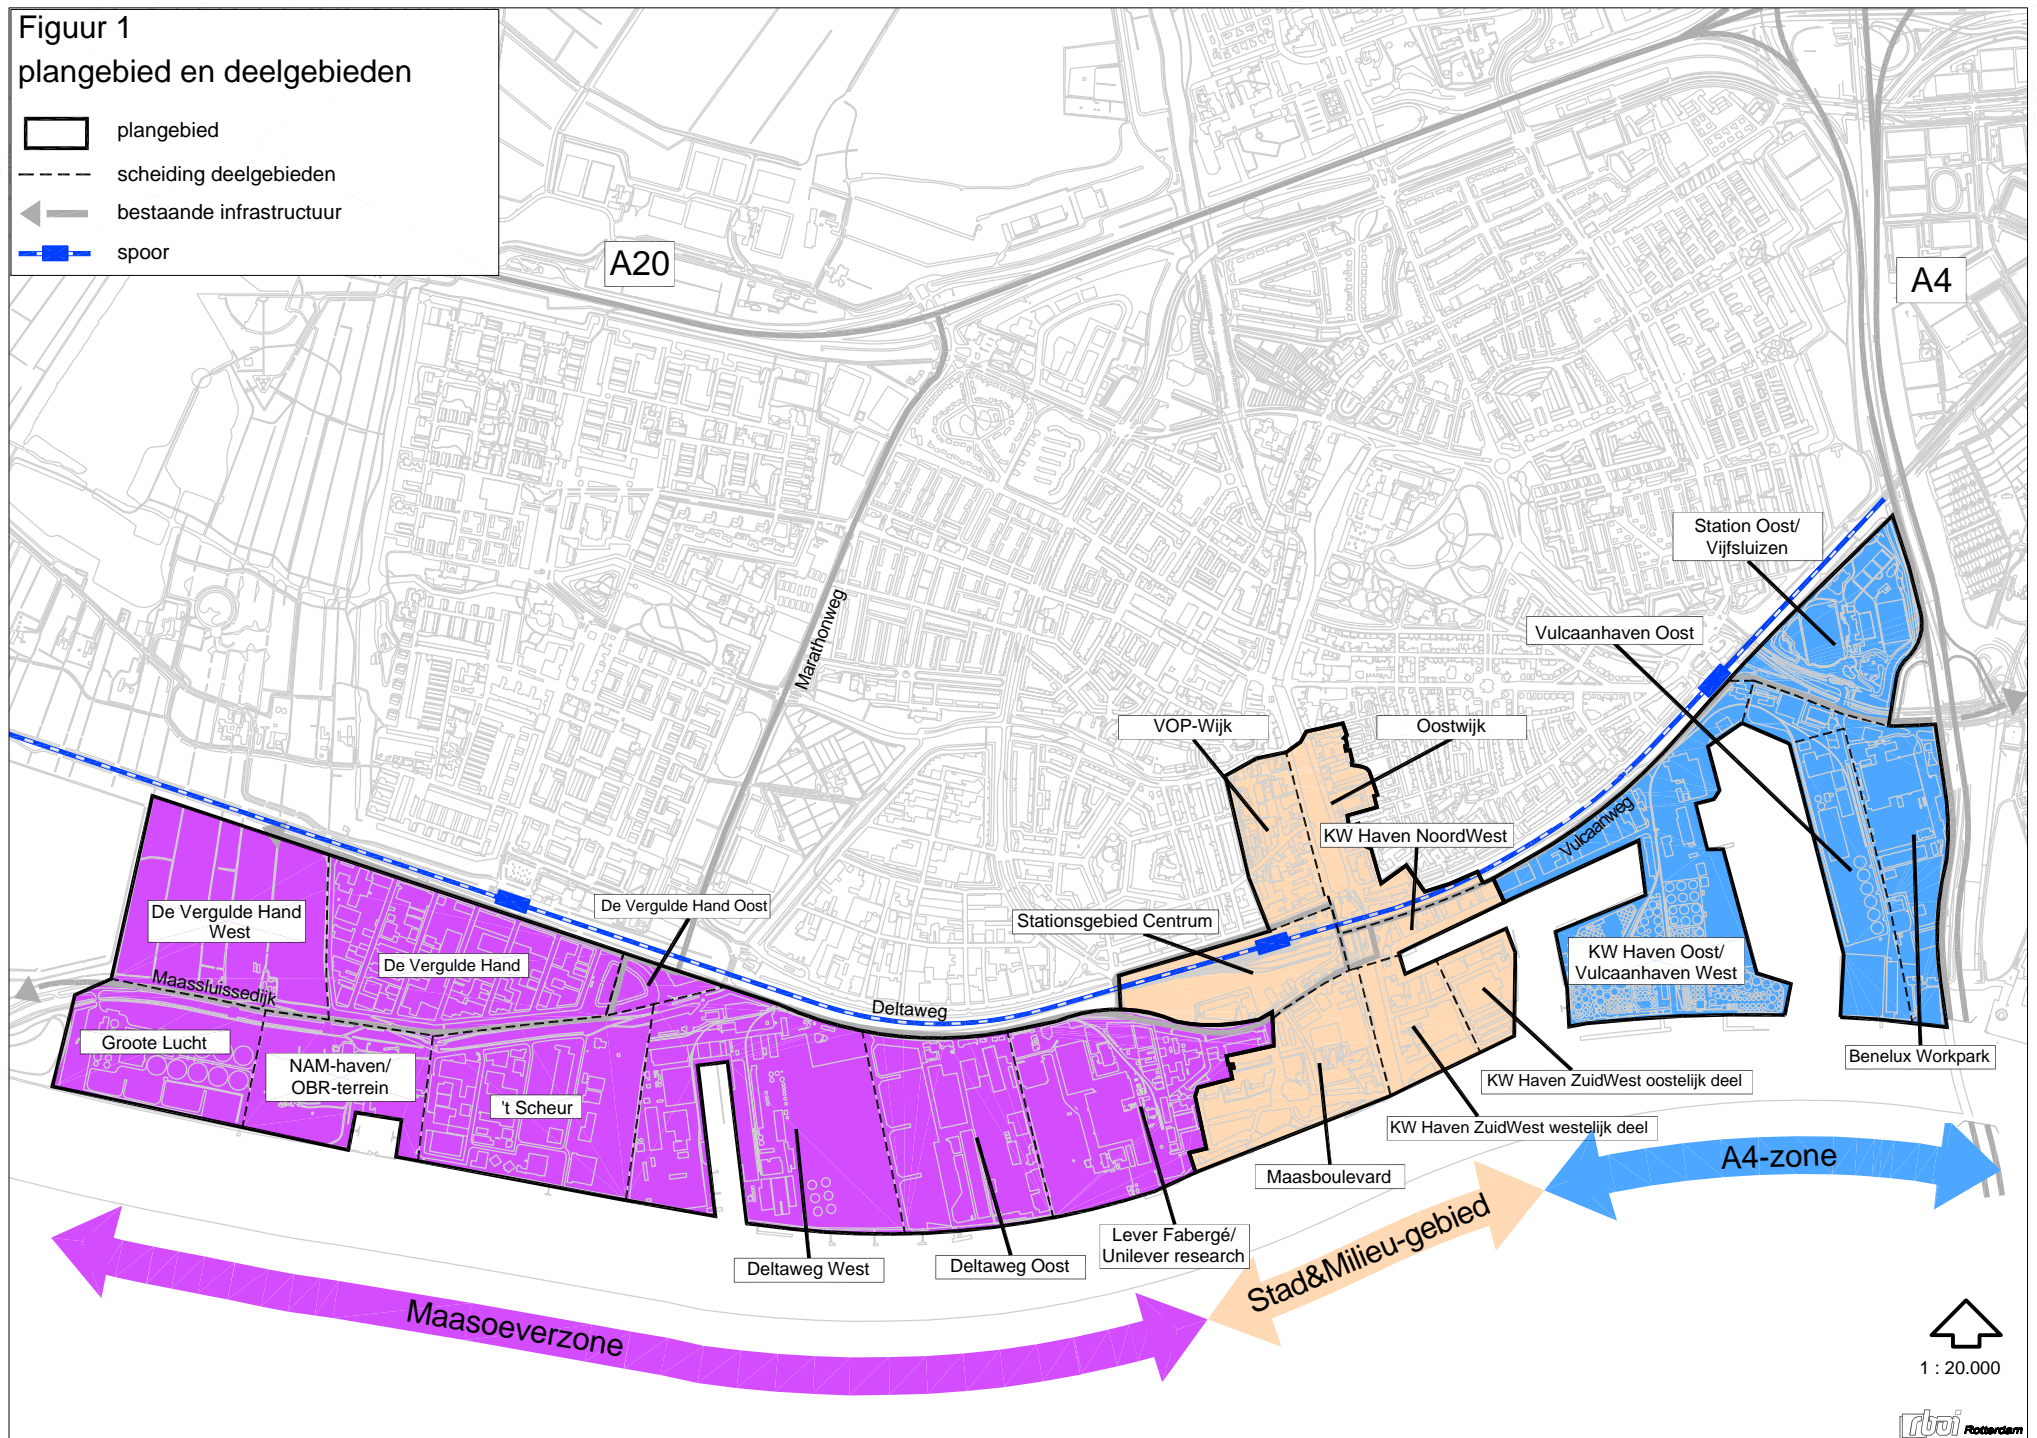 Figuur 1
plangebied en deelgebieden
plangebied
scheiding deelgebieden
bestaande infrastructuur
spoor
A20
A4
Station Oost/
Vijfsluizen
Vulcaanhaven Oost
Marathonweg
VOP-Wijk
Oostwijk
KW Haven NoordWest
Vulcaanweg
De Vergulde Hand
West
De Vergulde Hand Oost
Stationsgebied Centrum
De Vergulde Hand
KW Haven Oost/
Vulcaanhaven West
Maassluissedijk
Deltaweg
Groote Lucht
NAM-haven/
OBR-terrein
't Scheur
Benelux Workpark
KW Haven ZuidWest oostelijk deel
KW Haven ZuidWest westelijk deel
Maasboulevard
A4-zone
Lever Fabergé/
Unilever research
Deltaweg West
Deltaweg Oost
Stad&Milieu-gebied
Maasoeverzone
1 : 20.000
rboi Rotterdam